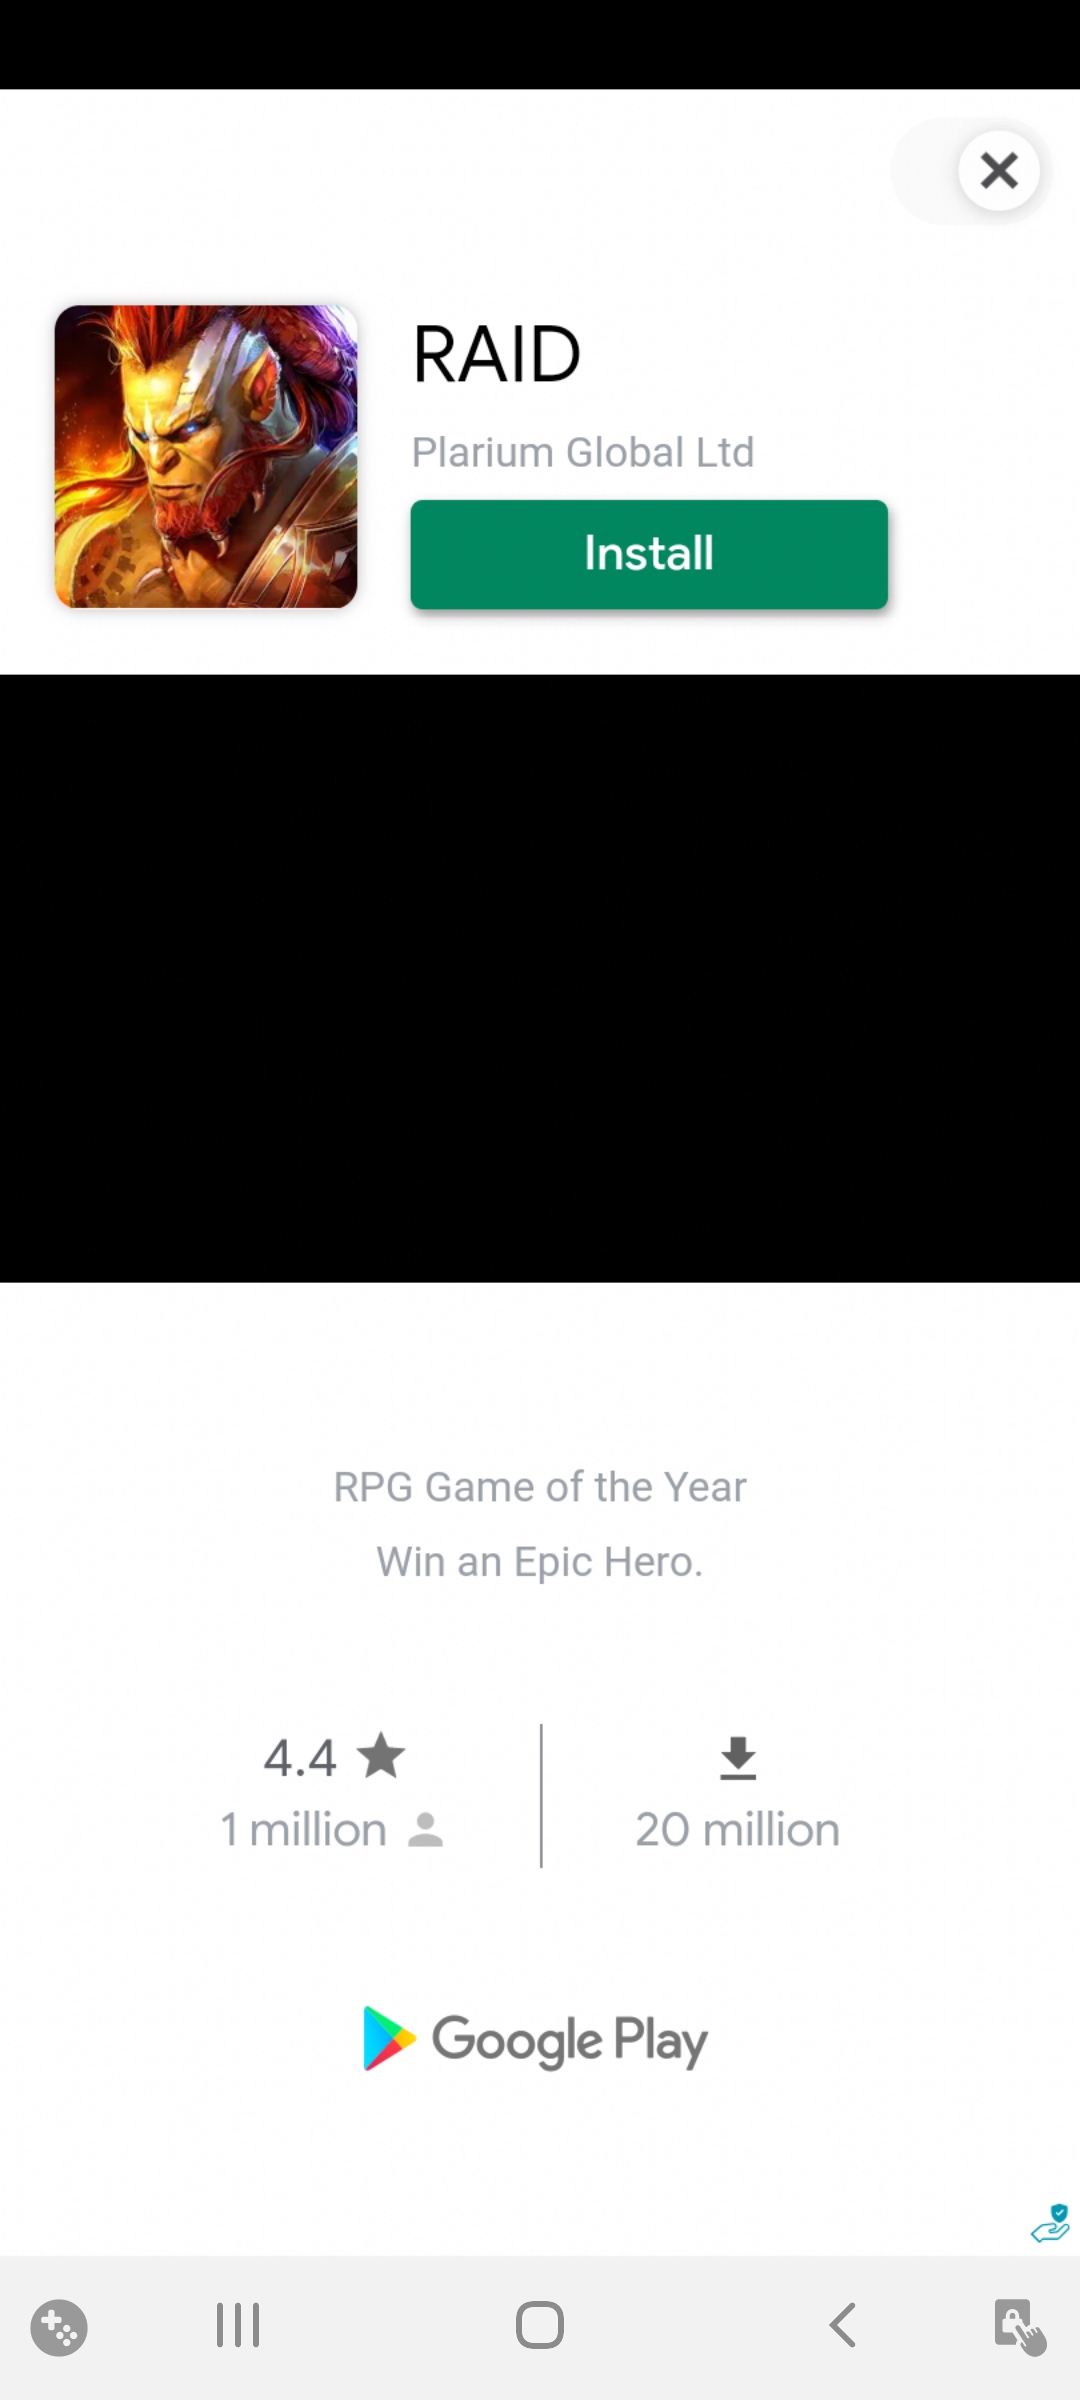 RAID
Plarium Global Ltd
Install
RPG Game of the Year
Win an Epic Hero.
4.4
1 million
20 million
Google Play